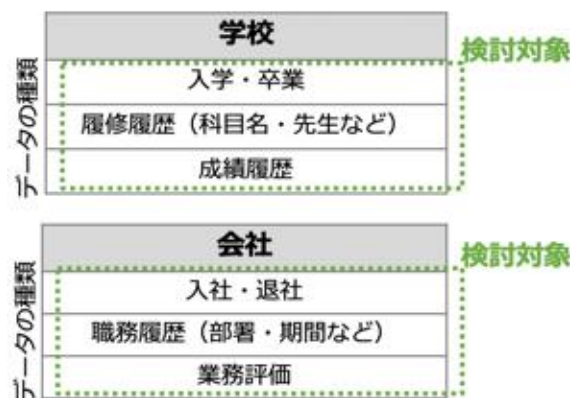 学校
検討対象
データの種類
入学・卒業
履修履歴（科目名・先生など）
成績履歴
会社
検討対象
データの種類
入社・退社
職務履歴（部署・期間など）
業務評価